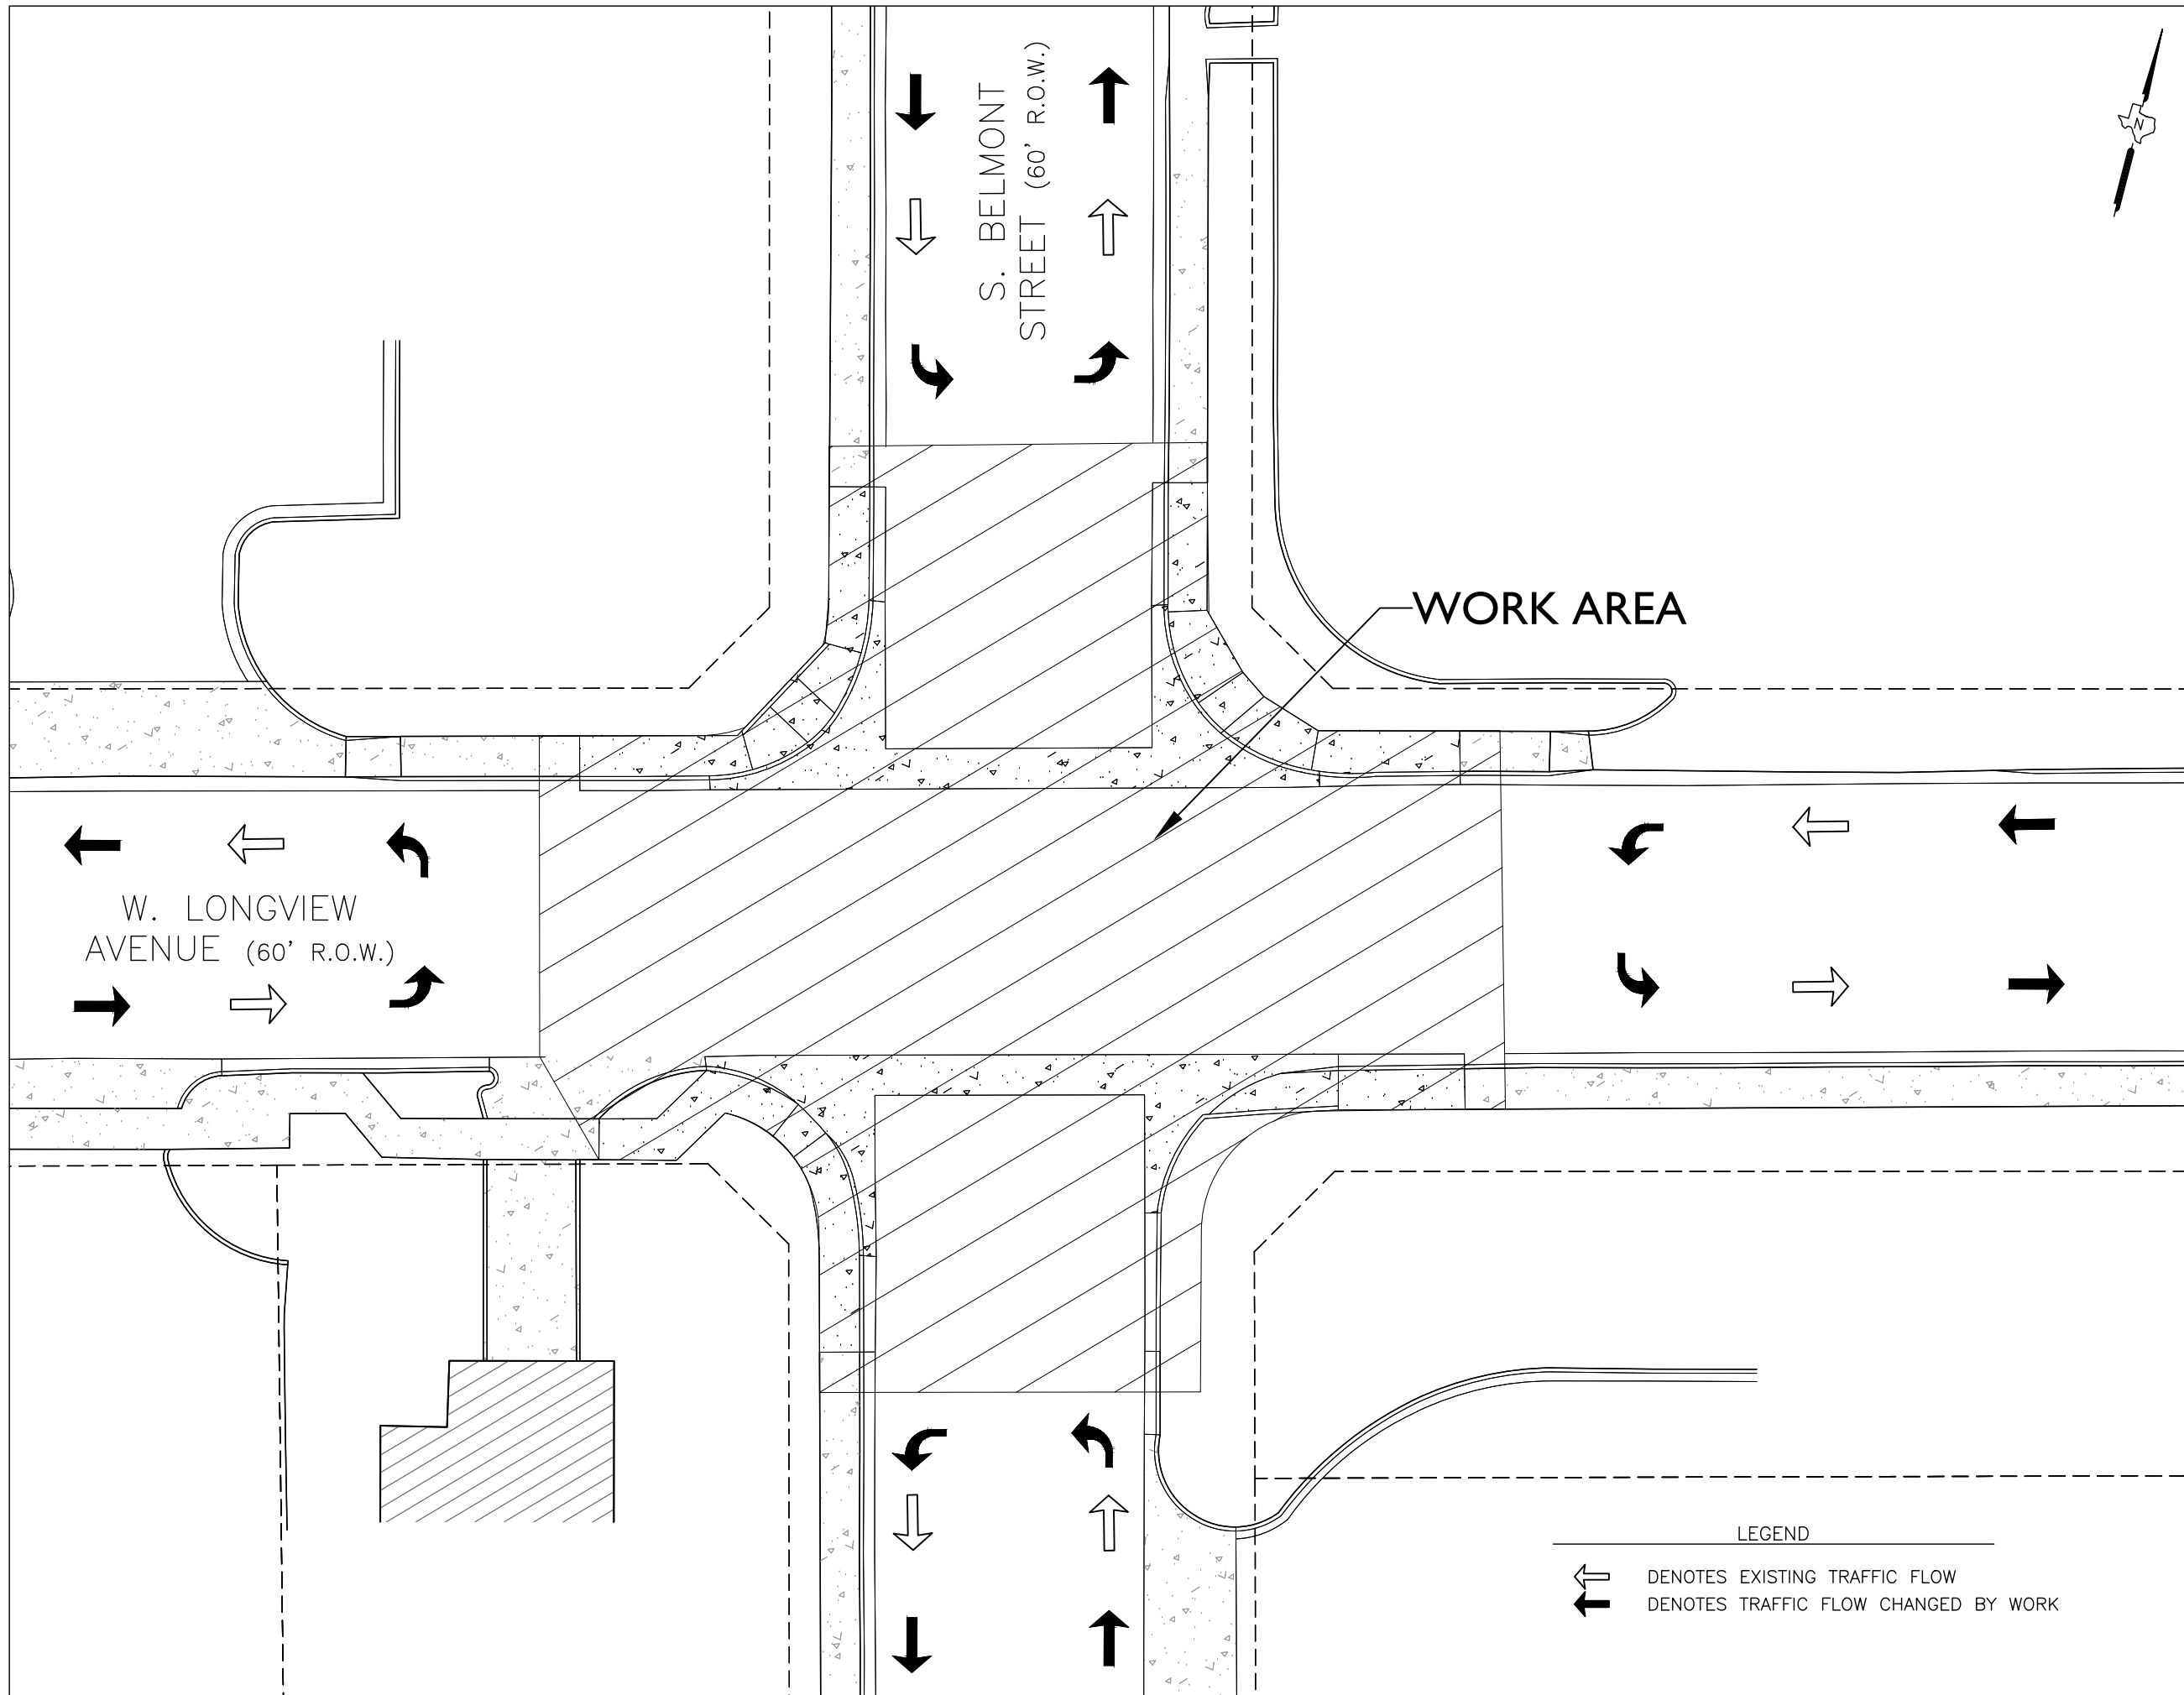 S. BELMONT
STREET (60' R.O.W.)
N
WORK AREA
W. LONGVIEW
AVENUE (60' R.O.W.)
LEGEND
DENOTES EXISTING TRAFFIC FLOW
DENOTES TRAFFIC FLOW CHANGED BY WORK